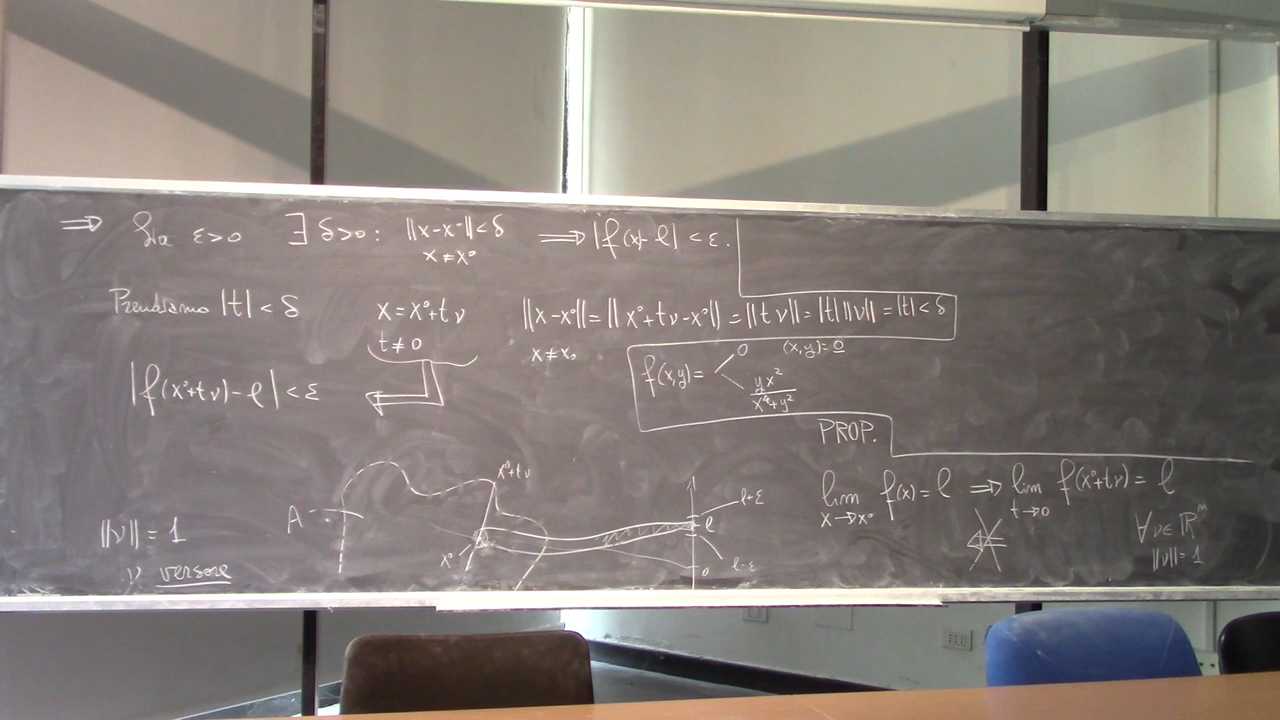 ⇒ Sia ε>0 ∃ δ>0: ||x-x°||<δ ⇒ |f(x)-l| < ε.
x ≠ x°
Prendiamo |t| < δ x = x°+tν ||x-x°|| = ||x°+tν-x°|| = ||tν|| = |t| ||ν|| = |t| < δ
t ≠ 0 x ≠ x₀
|f(x°+tν)-l| < ε
f(x,y) = 0 (x,y)=0
yx²/(x⁴+y²)
PROP.
lim f(x) = l ⇒ lim f(x°+tν) = l
x→x° t→0
∀ν∈ℝᵐ
||ν||=1
⇐
x°+tν
A
x°
l+ε
l
l-ε
0
||ν|| = 1
ν versore